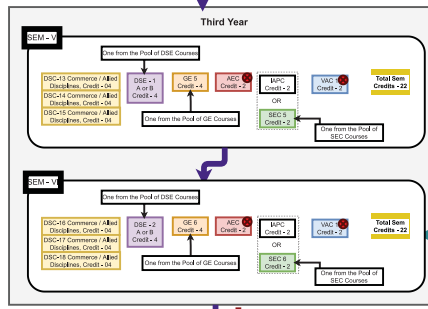 Third Year
SEM - V
One from the Pool of DSE Courses
DSC-13 Commerce / Allied
Disciplines, Credit - 04
DSC-14 Commerce / Allied
Disciplines, Credit - 04
DSC-15 Commerce / Allied
Disciplines, Credit - 04
DSE - 1
A or B
Credit - 4
GE 5
Credit - 4
AEC
Credit - 2
IAPC
Credit - 2
OR
SEC 5
Credit - 2
VAC 1
Credit - 2
Total Sem
Credits - 22
One from the Pool of GE Courses
One from the Pool of
SEC Courses
SEM - VI
One from the Pool of DSE Courses
DSC-16 Commerce / Allied
Disciplines, Credit - 04
DSC-17 Commerce / Allied
Disciplines, Credit - 04
DSC-18 Commerce / Allied
Disciplines, Credit - 04
DSE - 2
A or B
Credit - 4
GE 6
Credit - 4
AEC
Credit - 2
IAPC
Credit - 2
OR
SEC 6
Credit - 2
VAC 1
Credit - 2
Total Sem
Credits - 22
One from the Pool of GE Courses
One from the Pool of
SEC Courses